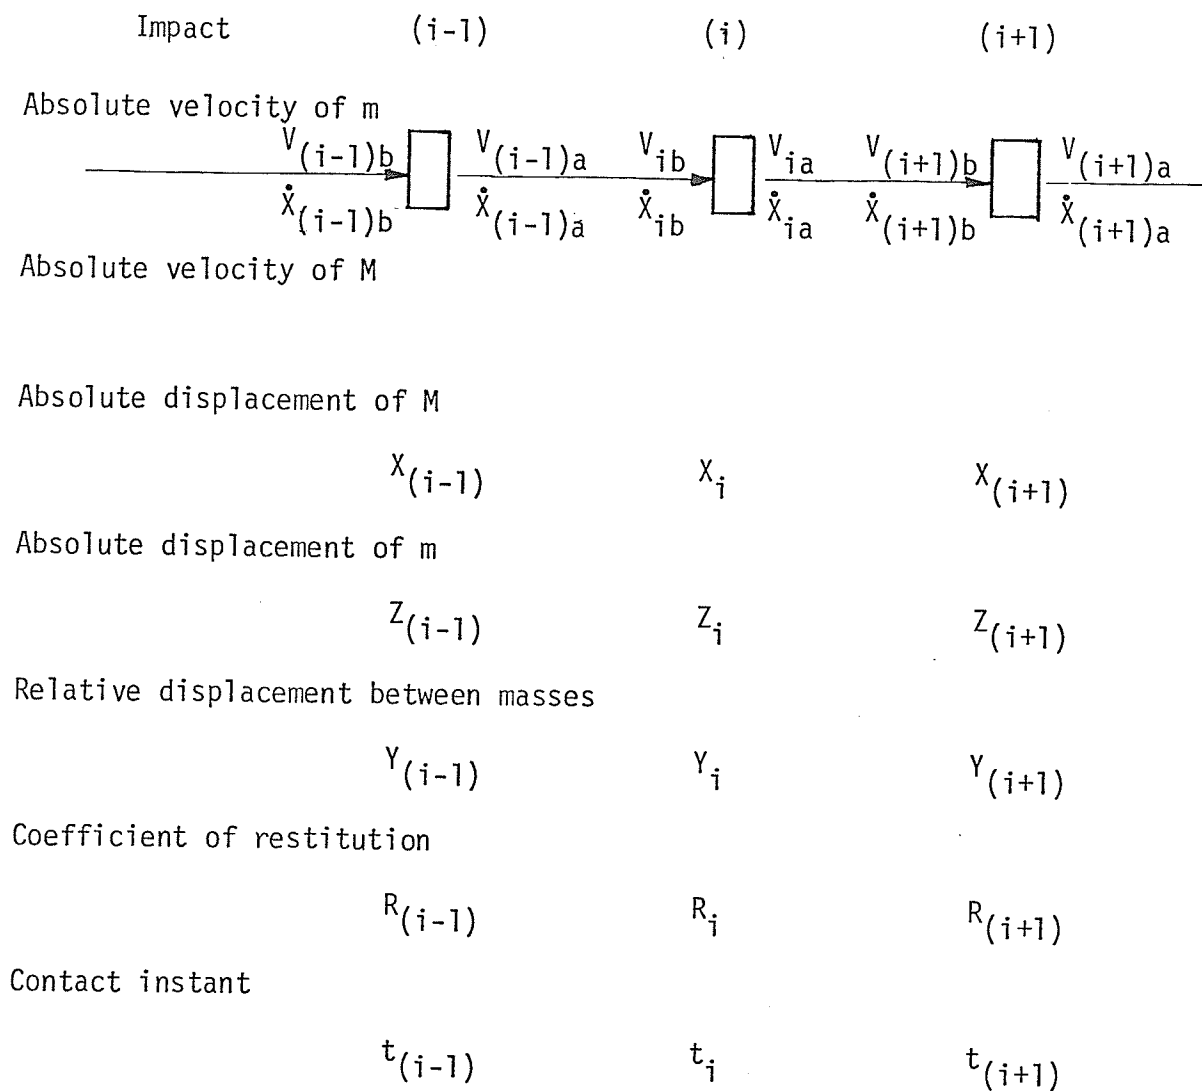 Impact (i-1) (i) (i+1)
Absolute velocity of m
V(i-1)b V(i-1)a Vib Via V(i+1)b V(i+1)a
Ẋ(i-1)b Ẋ(i-1)a Ẋib Ẋia Ẋ(i+1)b Ẋ(i+1)a
Absolute velocity of M
Absolute displacement of M
X(i-1) Xi X(i+1)
Absolute displacement of m
Z(i-1) Zi Z(i+1)
Relative displacement between masses
Y(i-1) Yi Y(i+1)
Coefficient of restitution
R(i-1) Ri R(i+1)
Contact instant
t(i-1) ti t(i+1)